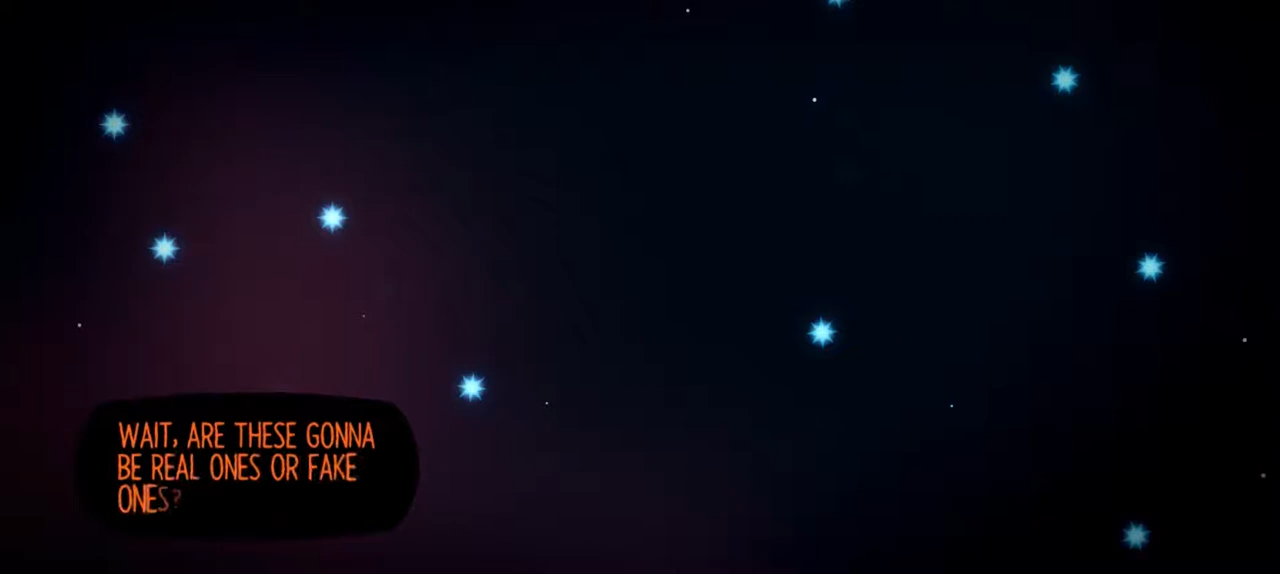 WAIT, ARE THESE GONNA
BE REAL ONES OR FAKE
ONES?